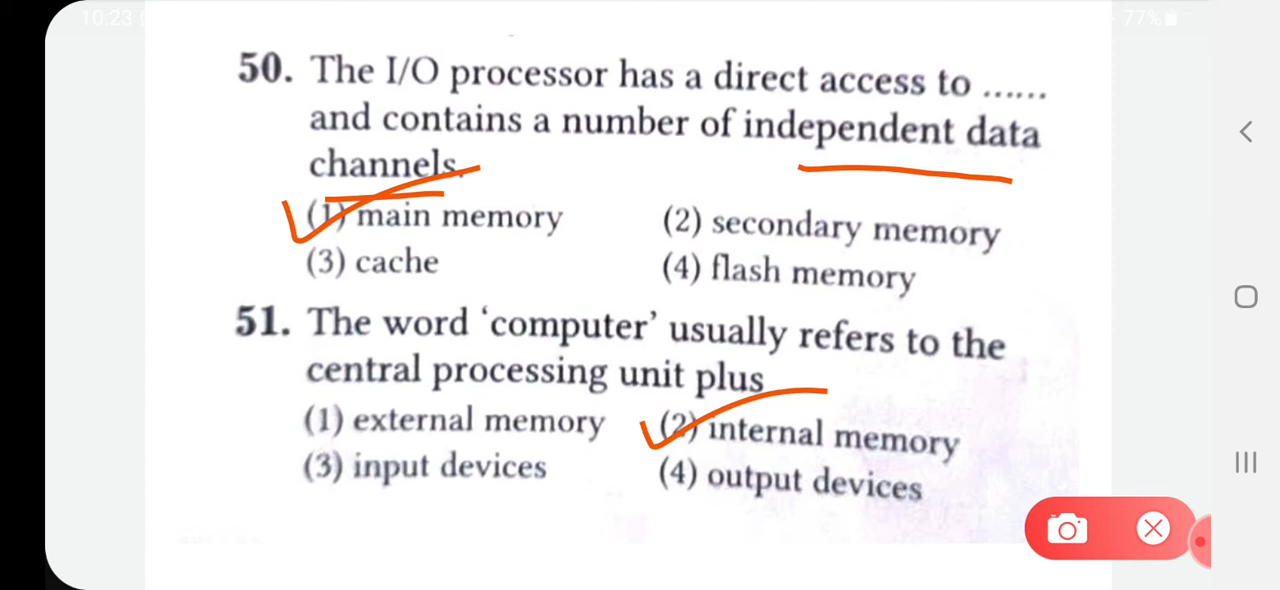 10:23
77%
50. The I/O processor has a direct access to ......
and contains a number of independent data
channels.
(1) main memory (2) secondary memory
(3) cache (4) flash memory
51. The word ‘computer’ usually refers to the
central processing unit plus
(1) external memory (2) internal memory
(3) input devices (4) output devices